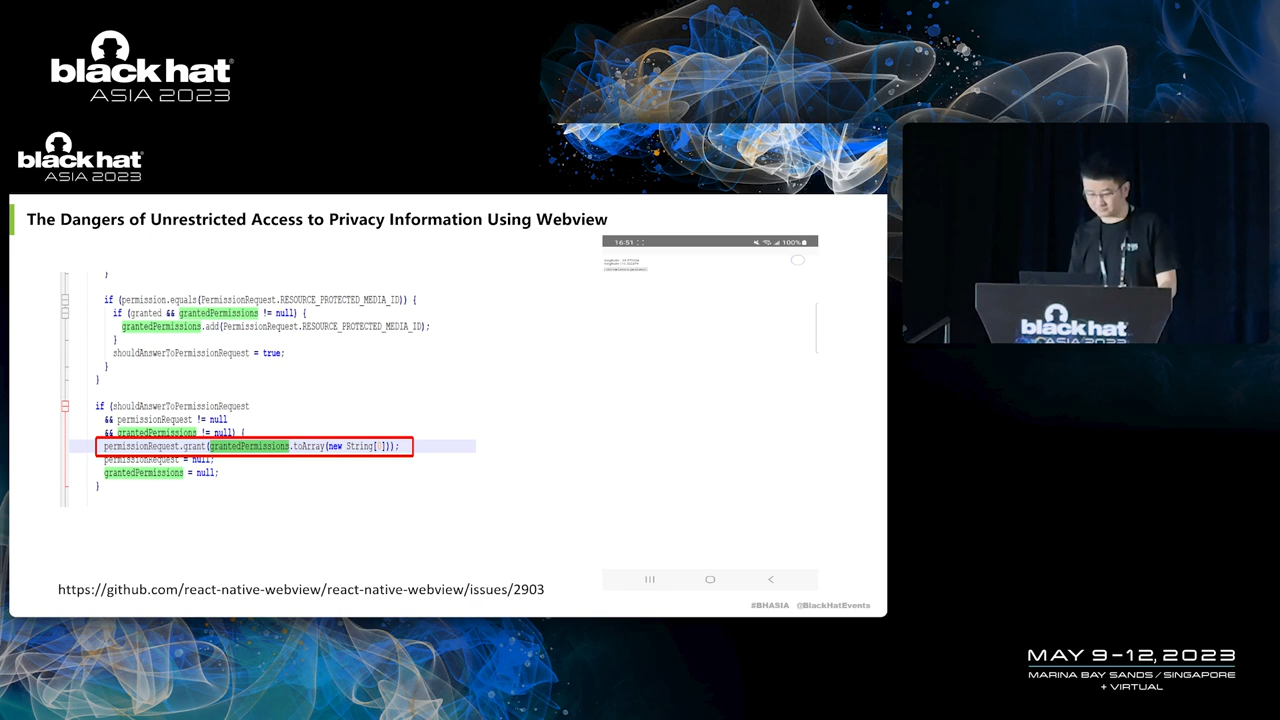 black hat
ASIA 2023
black hat
ASIA 2023
The Dangers of Unrestricted Access to Privacy Information Using Webview
}
if (permission.equals(PermissionRequest.RESOURCE_PROTECTED_MEDIA_ID)) {
if (granted && grantedPermissions != null) {
grantedPermissions.add(PermissionRequest.RESOURCE_PROTECTED_MEDIA_ID);
}
shouldAnswerToPermissionRequest = true;
}
}
if (shouldAnswerToPermissionRequest
&& permissionRequest != null
&& grantedPermissions != null) {
permissionRequest.grant(grantedPermissions.toArray(new String[0]));
permissionRequest = null;
grantedPermissions = null;
}
16:51
100%
https://github.com/react-native-webview/react-native-webview/issues/2903
#BHASIA @BlackHatEvents
black hat
ASIA 2023
MAY 9-12, 2023
MARINA BAY SANDS / SINGAPORE
+ VIRTUAL